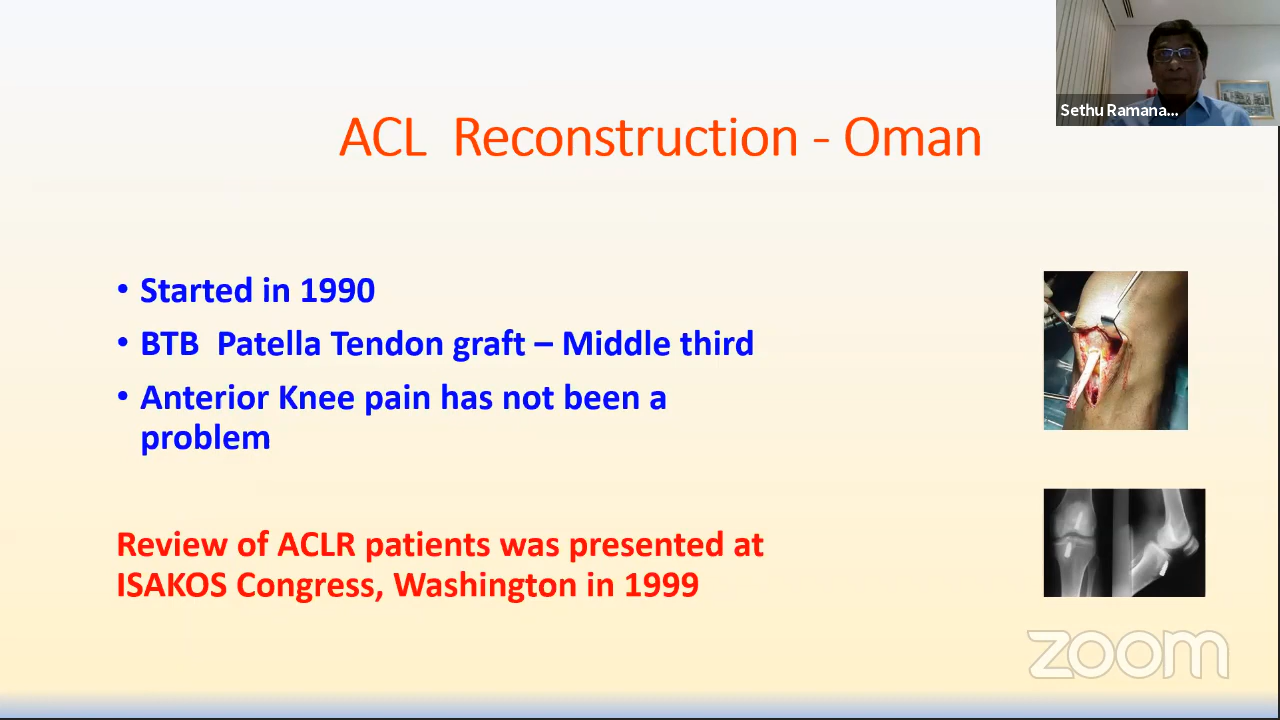 Sethu Ramana...
ACL Reconstruction - Oman
• Started in 1990
• BTB Patella Tendon graft – Middle third
• Anterior Knee pain has not been a
problem
Review of ACLR patients was presented at
ISAKOS Congress, Washington in 1999
zoom